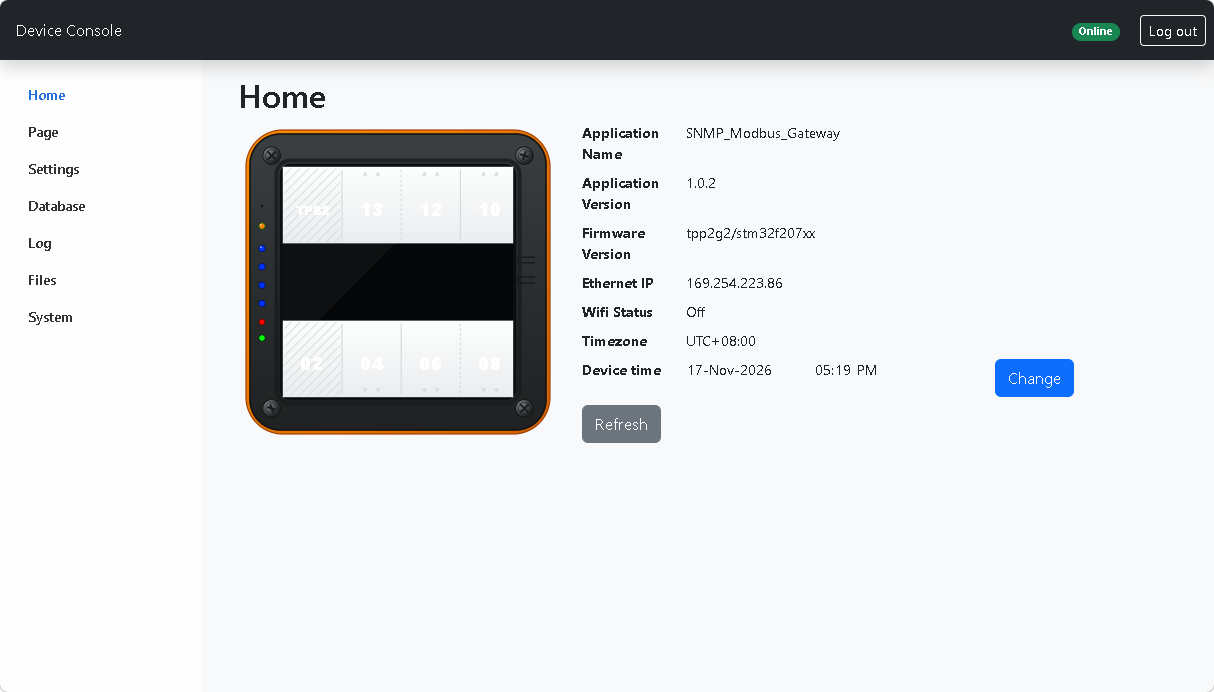 Device Console
Online
Log out
Home
Page
Settings
Database
Log
Files
System
Home
13
12
10
02
04
06
08
Application Name
SNMP_Modbus_Gateway
Application Version
1.0.2
Firmware Version
tpp2g2/stm32f207xx
Ethernet IP
169.254.223.86
Wifi Status
Off
Timezone
UTC+08:00
Device time
17-Nov-2026
05:19 PM
Change
Refresh